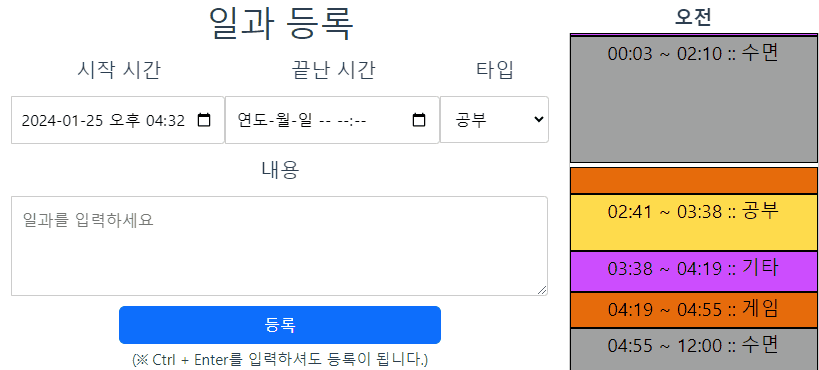 일과 등록
시작 시간 끝난 시간 타입
2024-01-25 오후 04:32 연도-월-일 -- --:-- 공부
내용
일과를 입력하세요
등록
(※ Ctrl + Enter를 입력하셔도 등록이 됩니다.)
오전
00:03 ~ 02:10 :: 수면
02:41 ~ 03:38 :: 공부
03:38 ~ 04:19 :: 기타
04:19 ~ 04:55 :: 게임
04:55 ~ 12:00 :: 수면